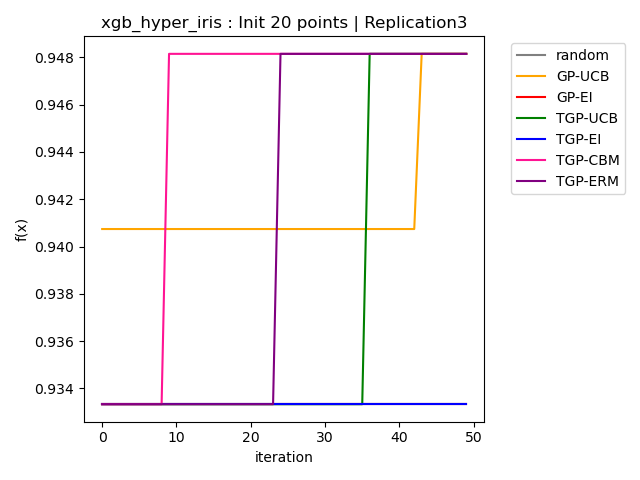 xgb_hyper_iris : Init 20 points | Replication3
f(x)
0.948
0.946
0.944
0.942
0.940
0.938
0.936
0.934
0
10
20
30
40
50
iteration
random
GP-UCB
GP-EI
TGP-UCB
TGP-EI
TGP-CBM
TGP-ERM